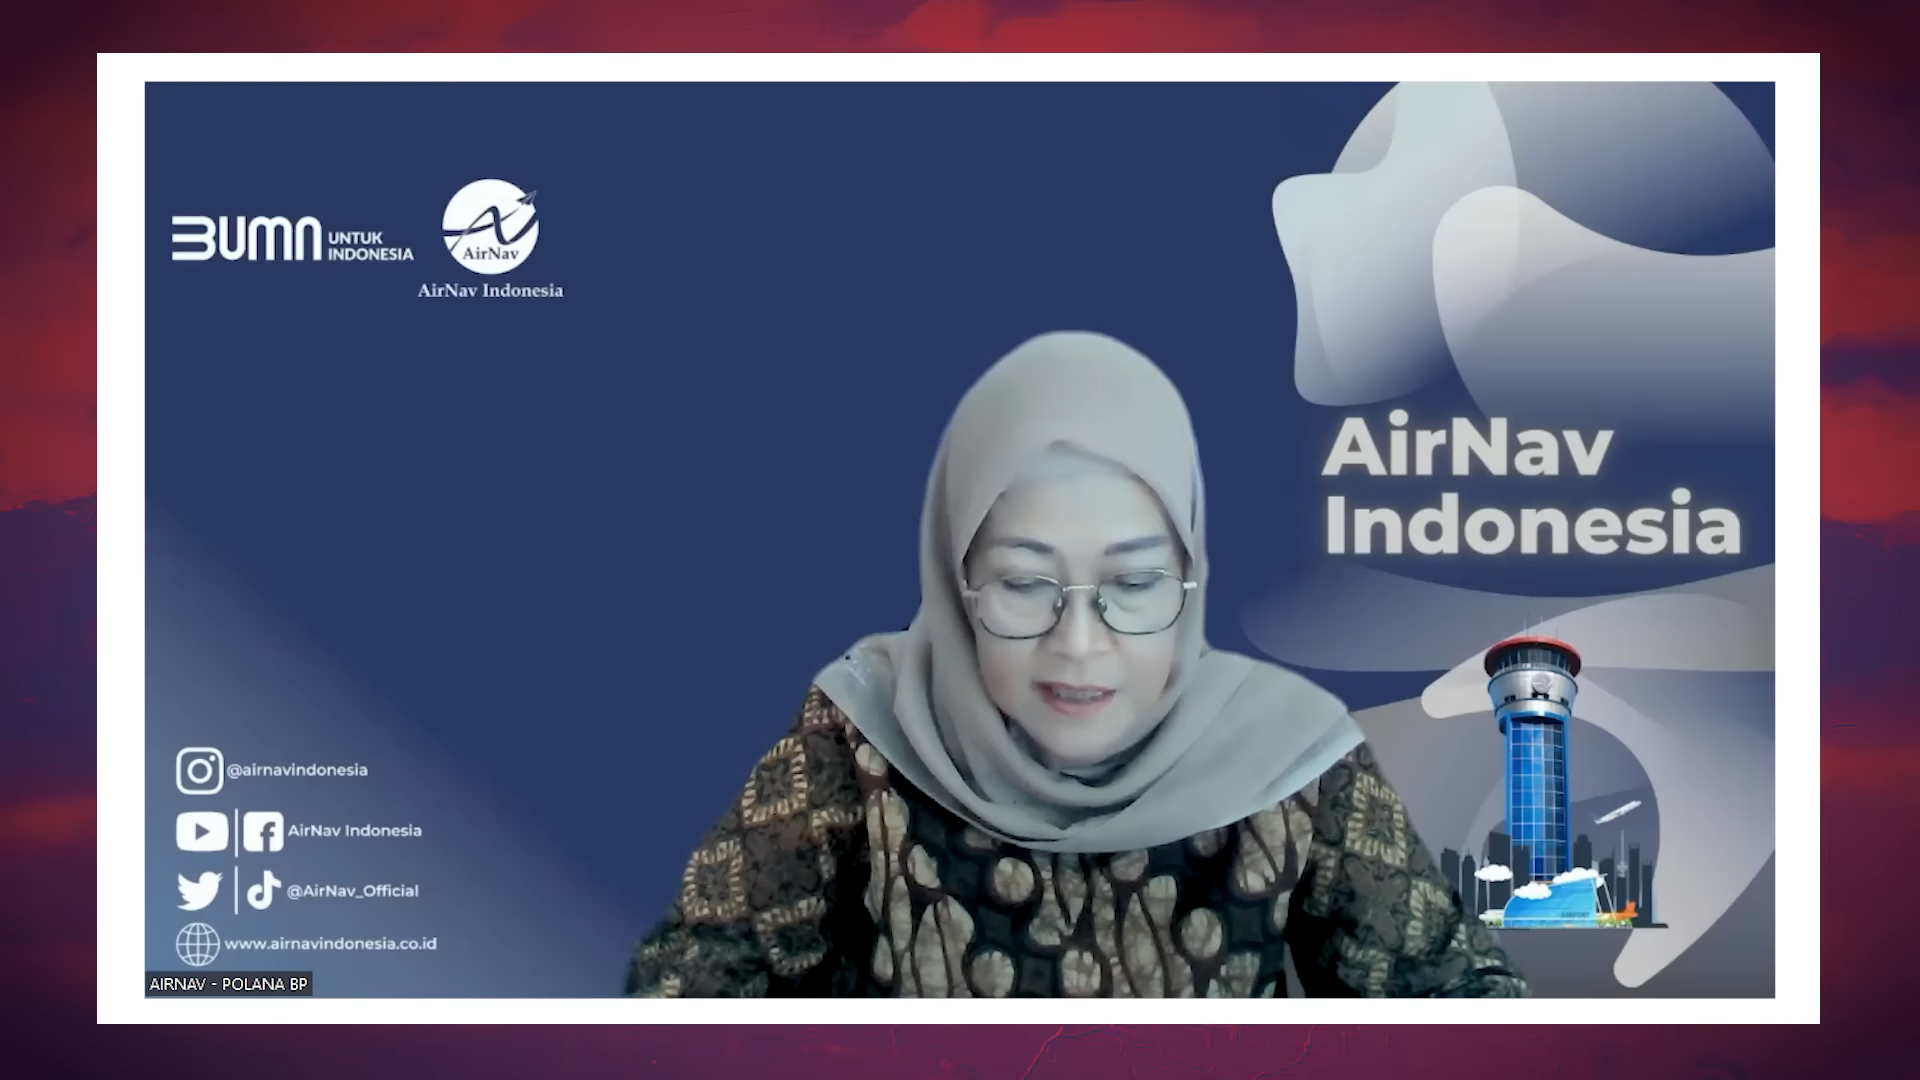 BUMN UNTUK
INDONESIA
AirNav
AirNav Indonesia
AirNav
Indonesia
@airnavindonesia
AirNav Indonesia
@AirNav_Official
www.airnavindonesia.co.id
AIRNAV - POLANA BP